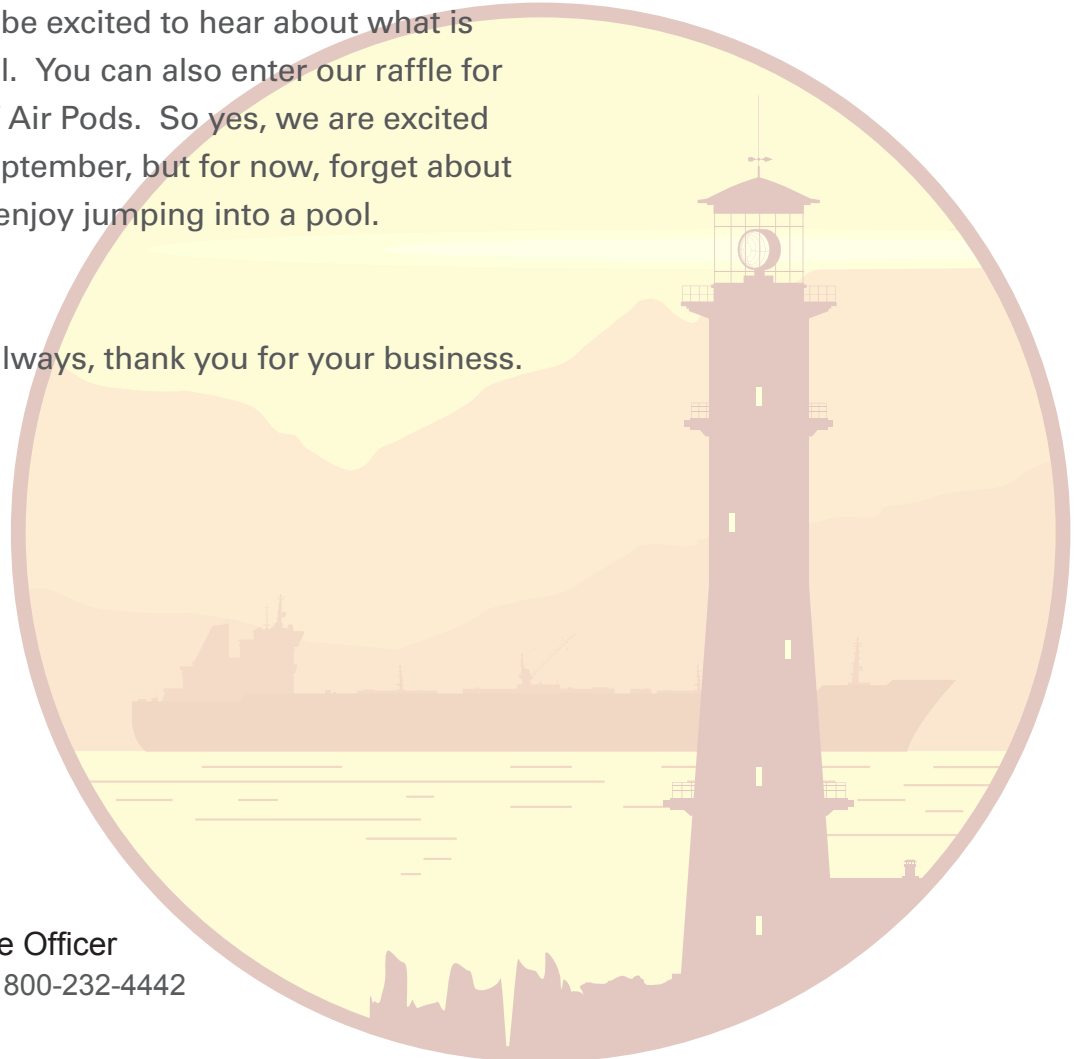 be excited to hear about what is
l. You can also enter our raffle for
Air Pods. So yes, we are excited
ptember, but for now, forget about
enjoy jumping into a pool.
lways, thank you for your business.
e Officer
800-232-4442